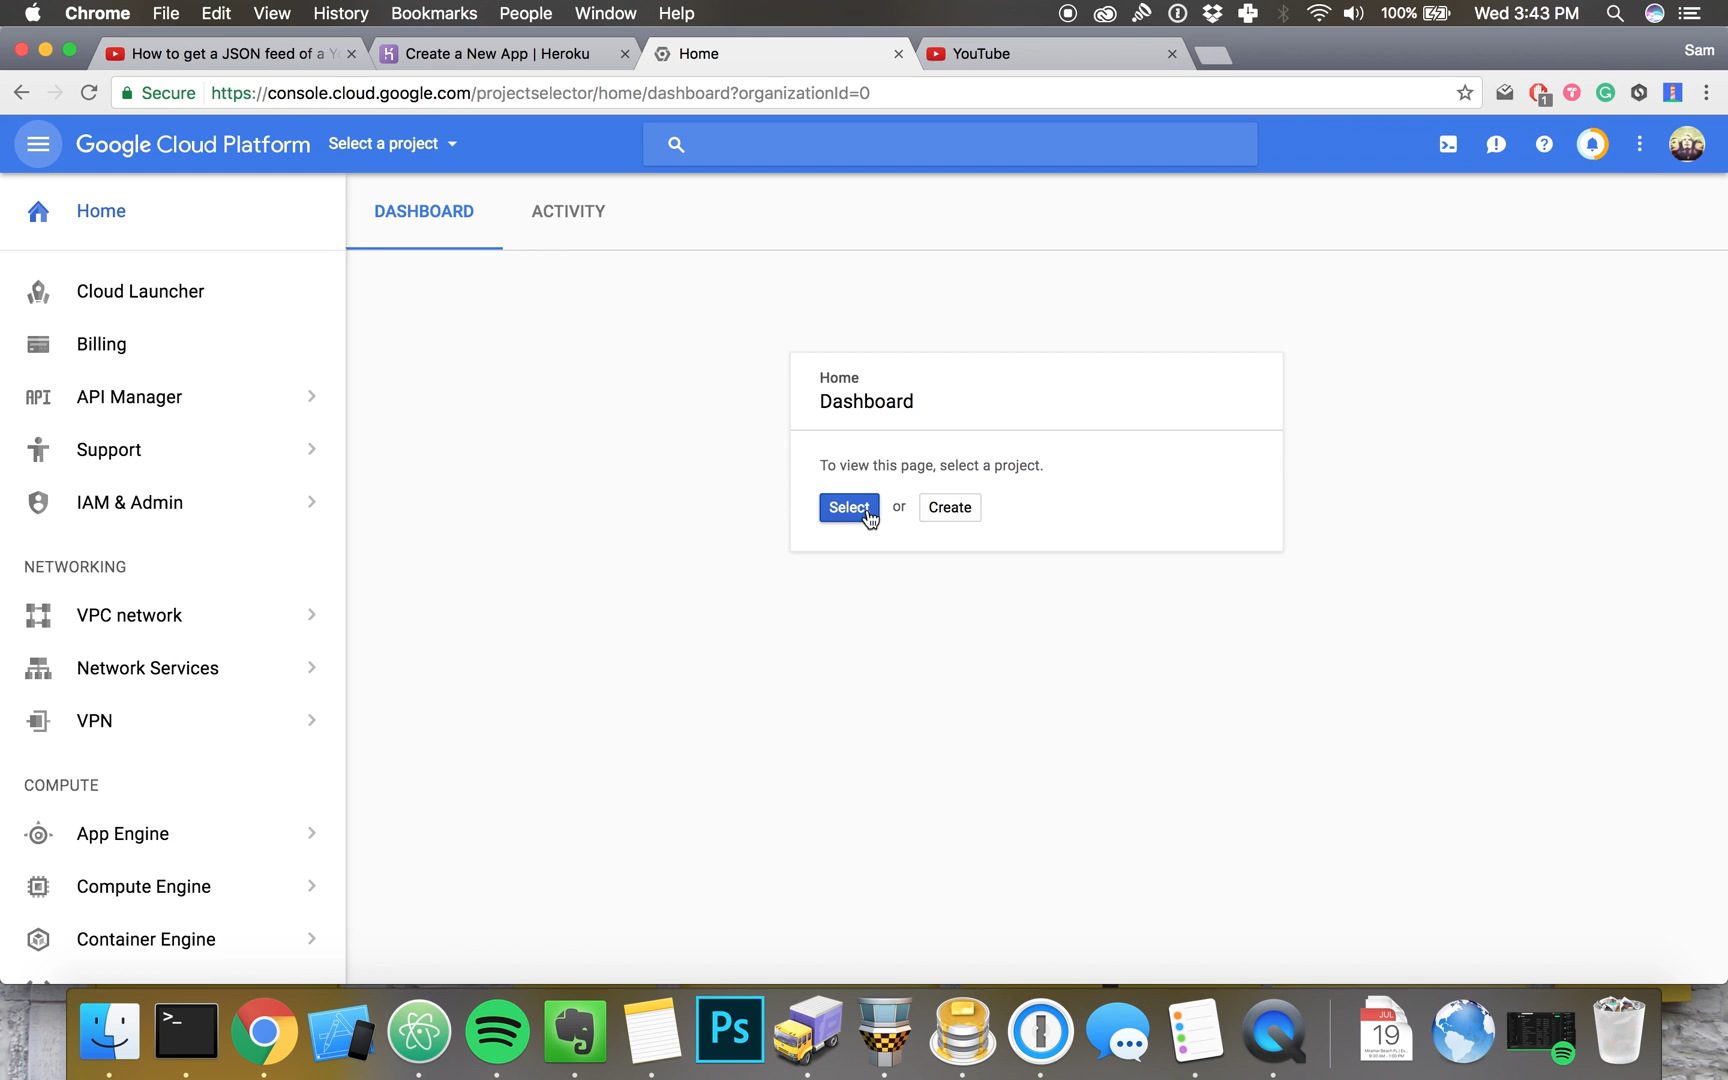 Chrome File Edit View History Bookmarks People Window Help 100% Wed 3:43 PM
How to get a JSON feed of a Y
Create a New App | Heroku
Home
YouTube
Sam
Secure https://console.cloud.google.com/projectselector/home/dashboard?organizationId=0
1
Google Cloud Platform Select a project
Home
DASHBOARD
ACTIVITY
Cloud Launcher
Billing
API API Manager
Support
IAM & Admin
NETWORKING
VPC network
Network Services
VPN
COMPUTE
App Engine
Compute Engine
Container Engine
Home
Dashboard
To view this page, select a project.
Select or Create
>_
Ps
JUL
19